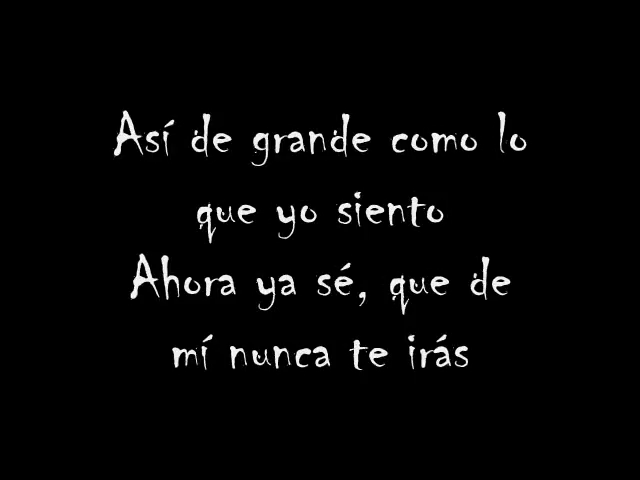 Así de grande como lo
que yo siento
Ahora ya sé, que de
mí nunca te irás